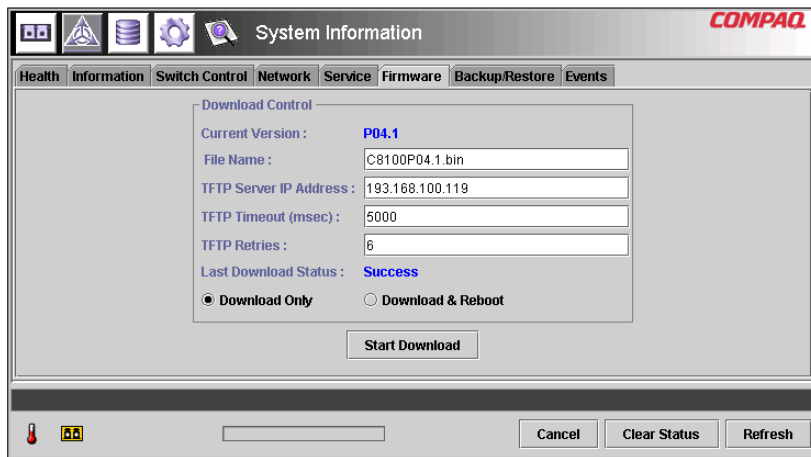 System Information
COMPAQ
Health Information Switch Control Network Service Firmware Backup/Restore Events
Download Control
Current Version : P04.1
File Name : C8100P04.1.bin
TFTP Server IP Address : 193.168.100.119
TFTP Timeout (msec) : 5000
TFTP Retries : 6
Last Download Status : Success
Download Only Download & Reboot
Start Download
Cancel Clear Status Refresh